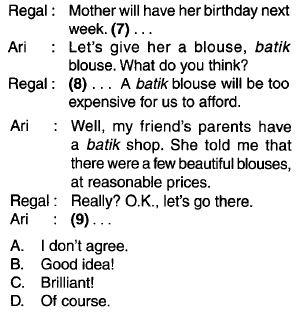 Regal : Mother will have her birthday next
week. (7) . . .
Ari : Let's give her a blouse, batik
blouse. What do you think?
Regal : (8) . . . A batik blouse will be too
expensive for us to afford.
Ari : Well, my friend's parents have
a batik shop. She told me that
there were a few beautiful blouses,
at reasonable prices.
Regal : Really? O.K., let's go there.
Ari : (9) . . .
A. I don't agree.
B. Good idea!
C. Brilliant!
D. Of course.